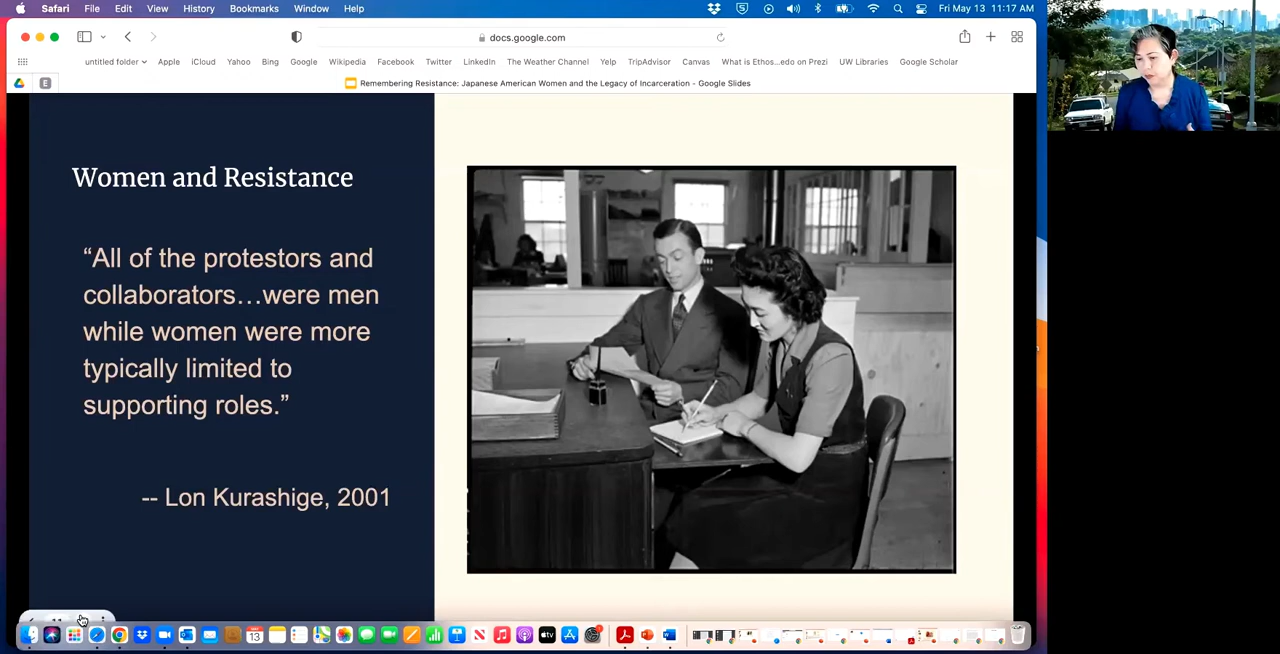 Safari File Edit View History Bookmarks Window Help Fri May 13 11:17 AM
docs.google.com
untitled folder Apple iCloud Yahoo Bing Google Wikipedia Facebook Twitter LinkedIn The Weather Channel Yelp TripAdvisor Canvas What is Ethos...edo on Prezi UW Libraries Google Scholar
E
Remembering Resistance: Japanese American Women and the Legacy of Incarceration - Google Slides
Women and Resistance
“All of the protestors and
collaborators…were men
while women were more
typically limited to
supporting roles.”
-- Lon Kurashige, 2001
13
tv